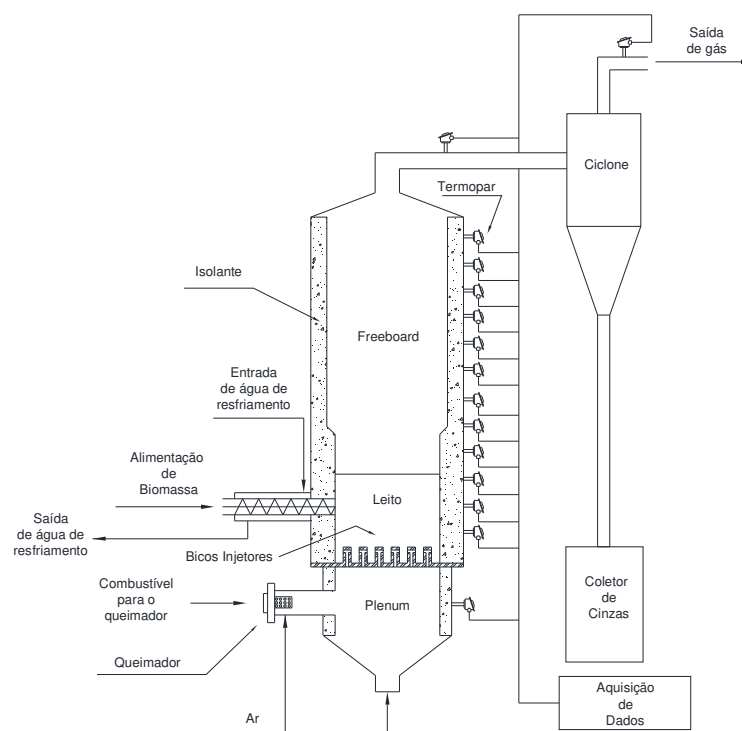 Saída
de gás
Ciclone
Termopar
Isolante
Freeboard
Entrada
de água de
resfriamento
Alimentação
de
Biomassa
Leito
Saída
de água de
resfriamento
Bicos Injetores
Combustível
para o
queimador
Plenum
Coletor
de
Cinzas
Queimador
Ar
Aquisição
de
Dados